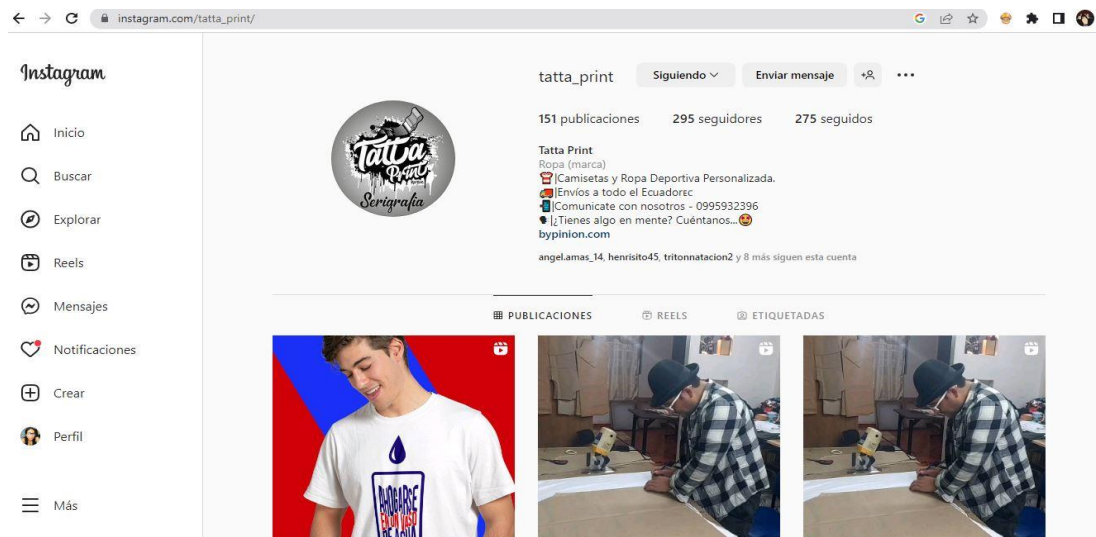 instagram.com/tatta_print/
Instagram
Inicio
Buscar
Explorar
Reels
Mensajes
Notificaciones
Crear
Perfil
Más
Tatta
Print
Serigrafía
tatta_print Siguiendo Enviar mensaje
151 publicaciones 295 seguidores 275 seguidos
Tatta Print
Ropa (marca)
|Camisetas y Ropa Deportiva Personalizada.
|Envíos a todo el Ecuador EC
|Comunicate con nosotros - 0995932396
|¿Tienes algo en mente? Cuéntanos...
bypinion.com
angel.amas_14, henrisito45, tritonnatacion2 y 8 más siguen esta cuenta
PUBLICACIONES REELS ETIQUETADAS
AHOGARSE
EN UN VASO
DE AGUA